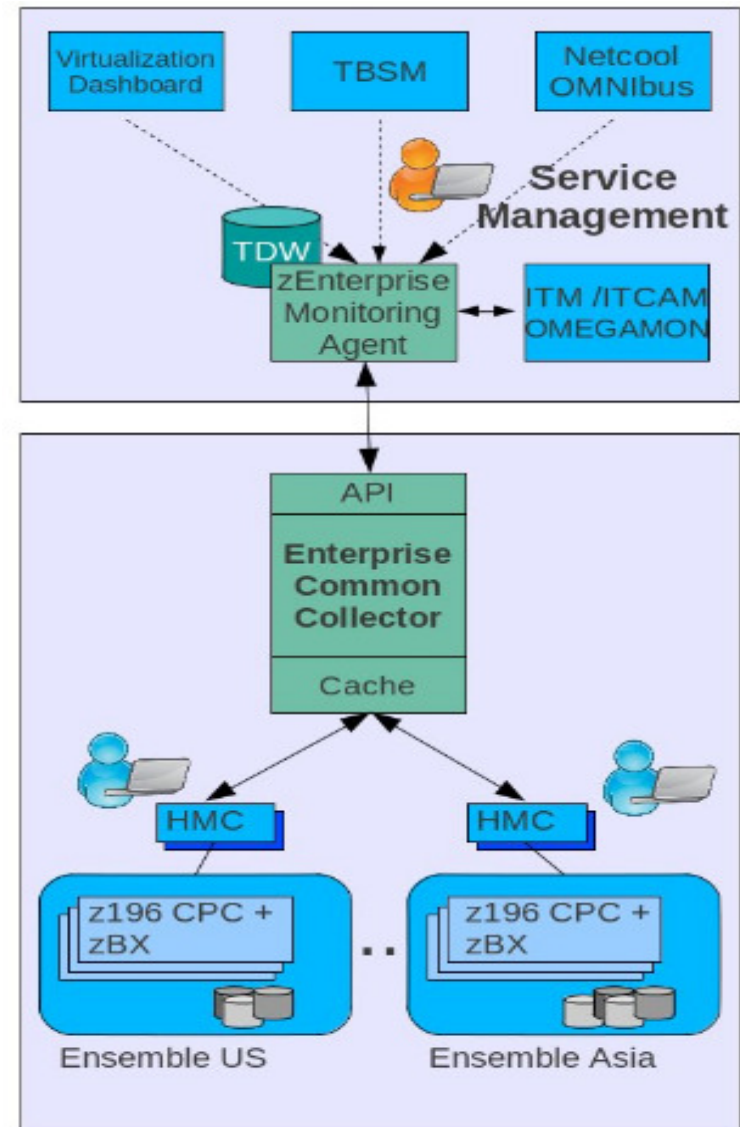 Virtualization
Dashboard
TBSM
Netcool
OMNIbus
Service
Management
TDW
zEnterprise
Monitoring
Agent
ITM /ITCAM
OMEGAMON
API
Enterprise
Common
Collector
Cache
HMC
HMC
z196 CPC +
zBX
z196 CPC +
zBX
..
Ensemble US
Ensemble Asia